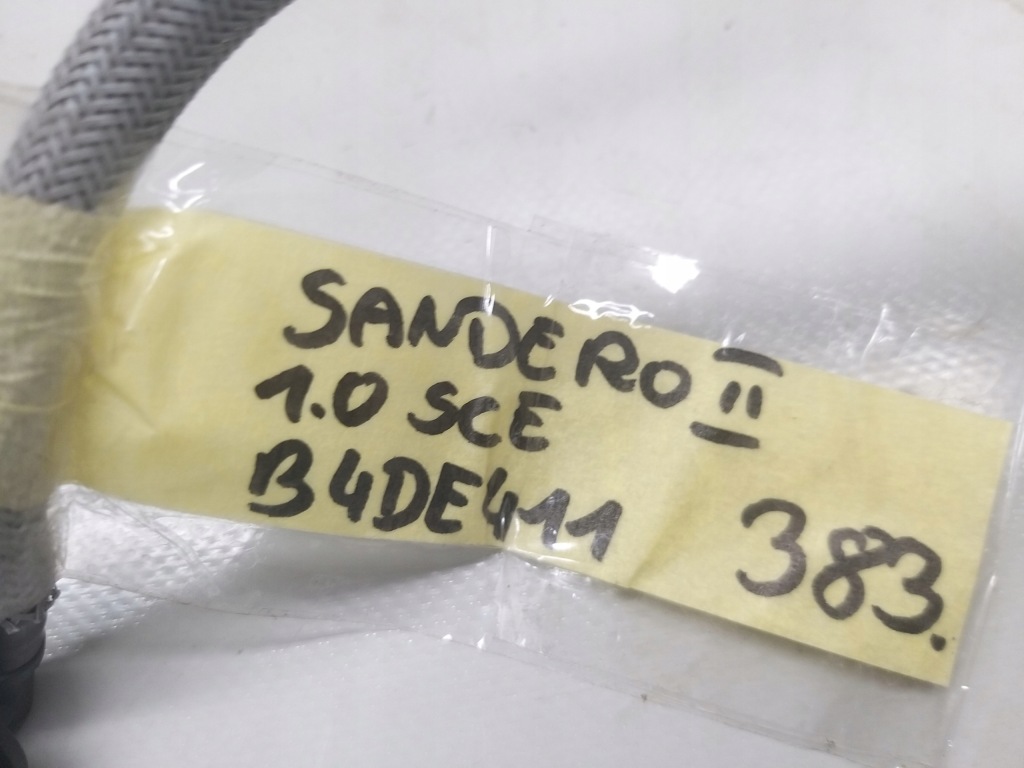 SANDERO II
1.0 SCE
B4DE411 383.